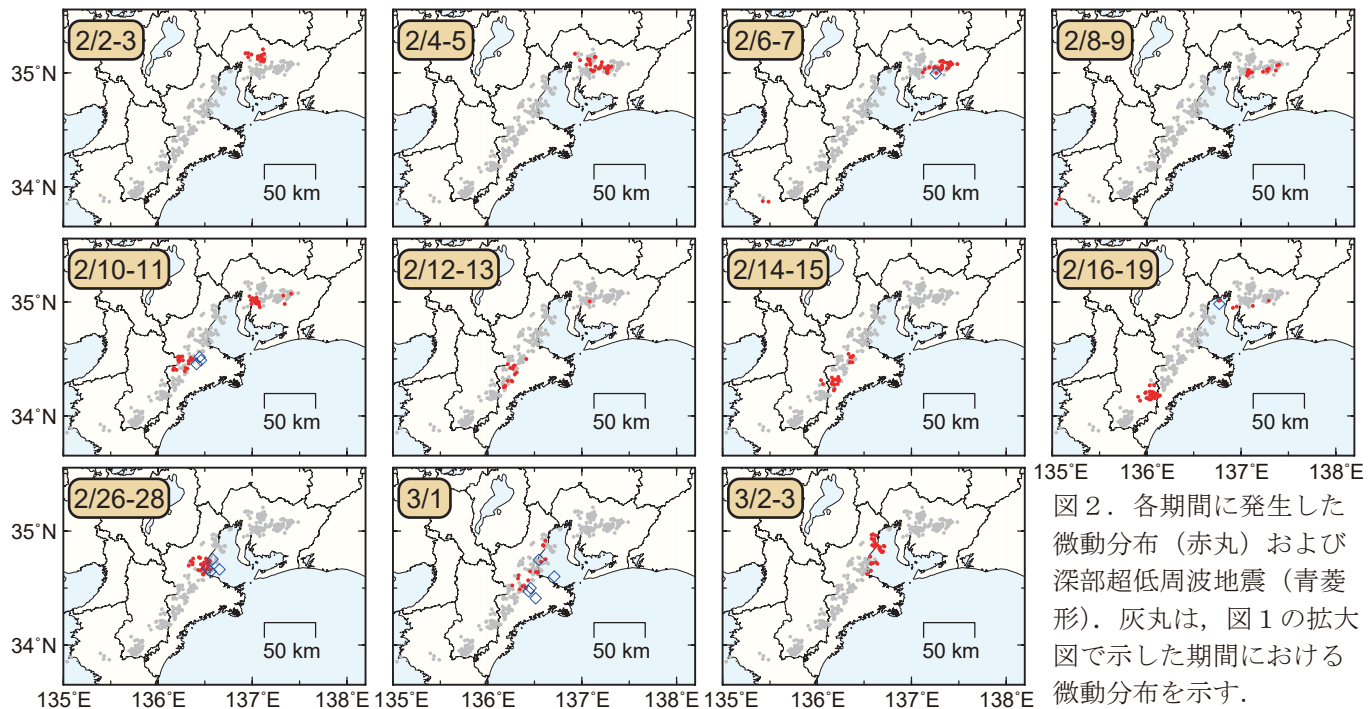 2/2-3
2/4-5
2/6-7
2/8-9
35°N
34°N
50 km
50 km
50 km
50 km
2/10-11
2/12-13
2/14-15
2/16-19
35°N
34°N
50 km
50 km
50 km
50 km
135°E 136°E 137°E 138°E
2/26-28
3/1
3/2-3
35°N
34°N
50 km
50 km
50 km
135°E 136°E 137°E 138°E
135°E 136°E 137°E 138°E
135°E 136°E 137°E 138°E
図２．各期間に発生した
微動分布（赤丸）および
深部超低周波地震（青菱
形）．灰丸は，図１の拡大
図で示した期間における
微動分布を示す．